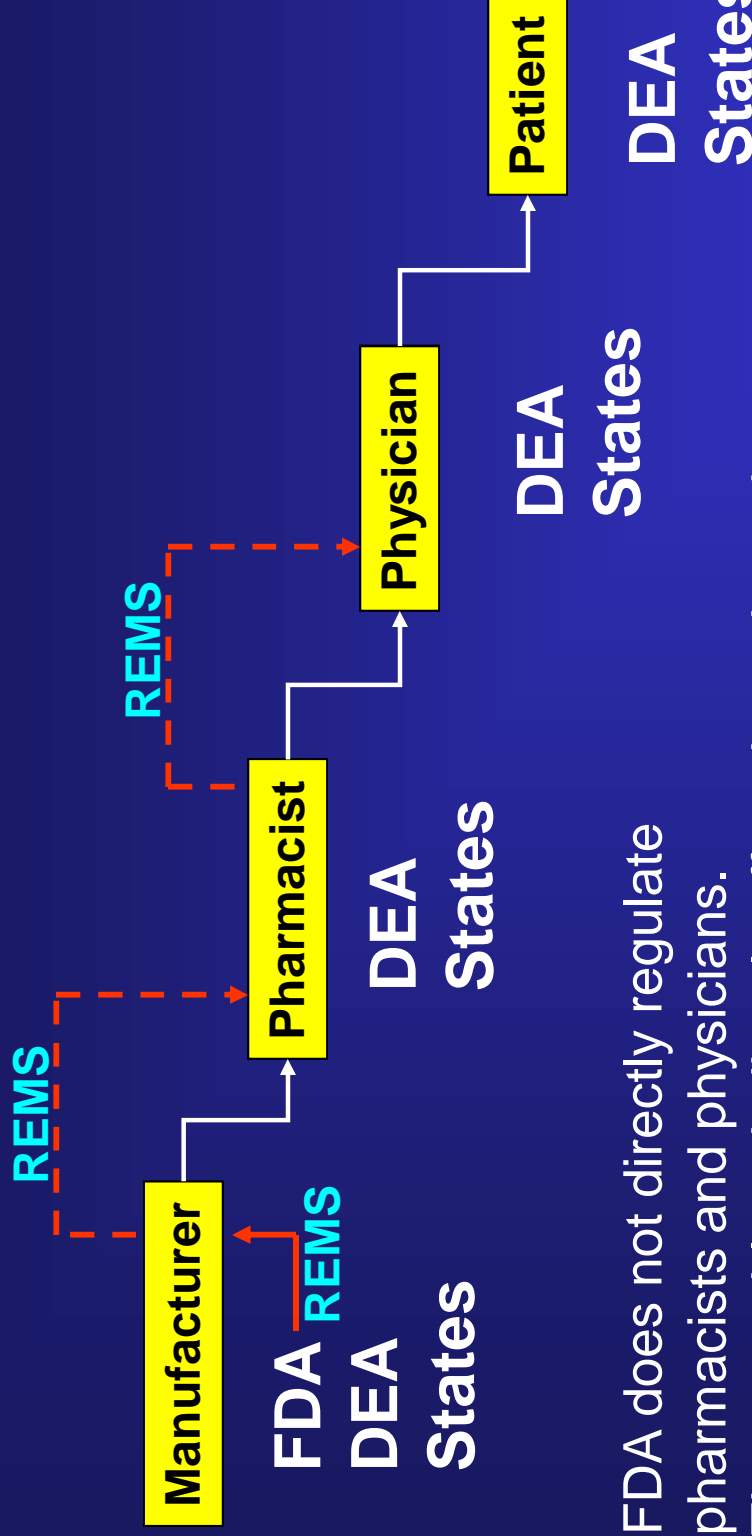 REMS
Manufacturer
REMS
FDA
DEA
States
REMS
Pharmacist
DEA
States
Physician
DEA
States
Patient
DEA
States
FDA does not directly regulate
pharmacists and physicians.